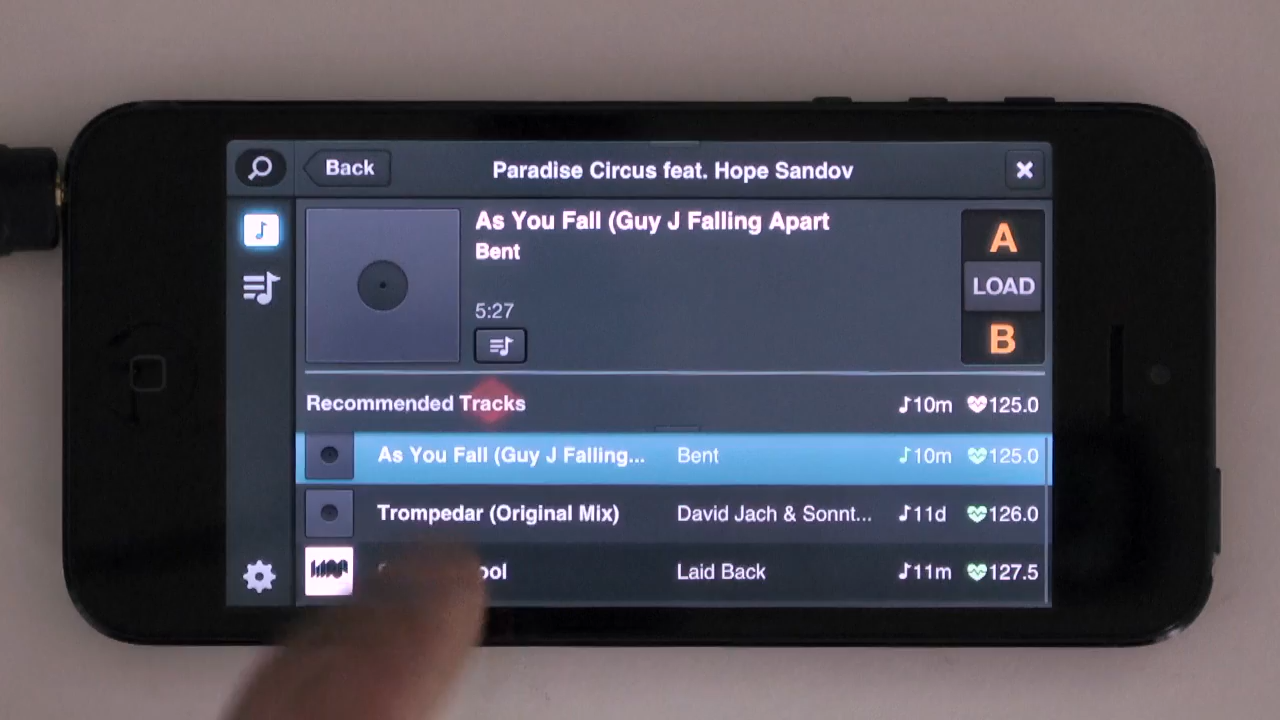 Back
Paradise Circus feat. Hope Sandov
As You Fall (Guy J Falling Apart
Bent
5:27
A
LOAD
B
Recommended Tracks 10m 125.0
As You Fall (Guy J Falling... Bent 10m 125.0
Trompedar (Original Mix) David Jach & Sonnt... 11d 126.0
Laid Back 11m 127.5